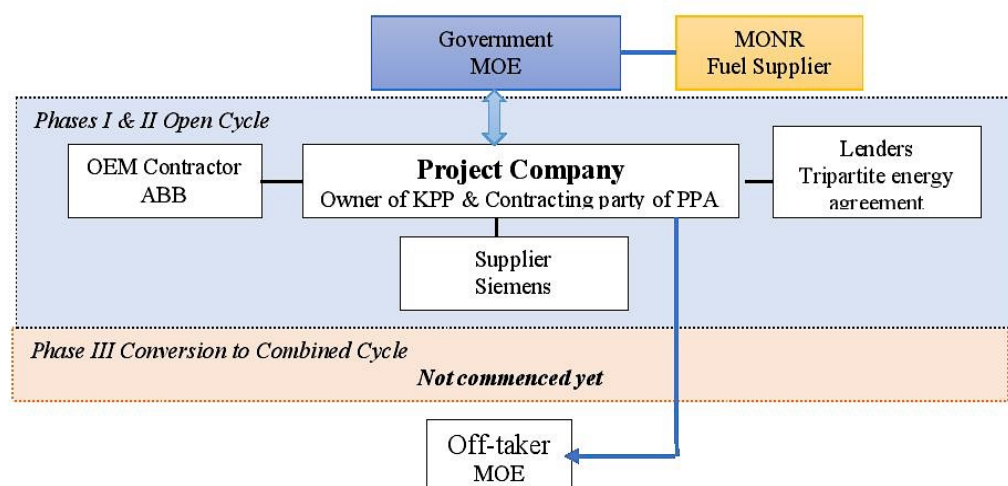 Government
MOE
MONR
Fuel Supplier
Phases I & II Open Cycle
OEM Contractor
ABB
Project Company
Owner of KPP & Contracting party of PPA
Lenders
Tripartite energy
agreement
Supplier
Siemens
Phase III Conversion to Combined Cycle
Not commenced yet
Off-taker
MOE